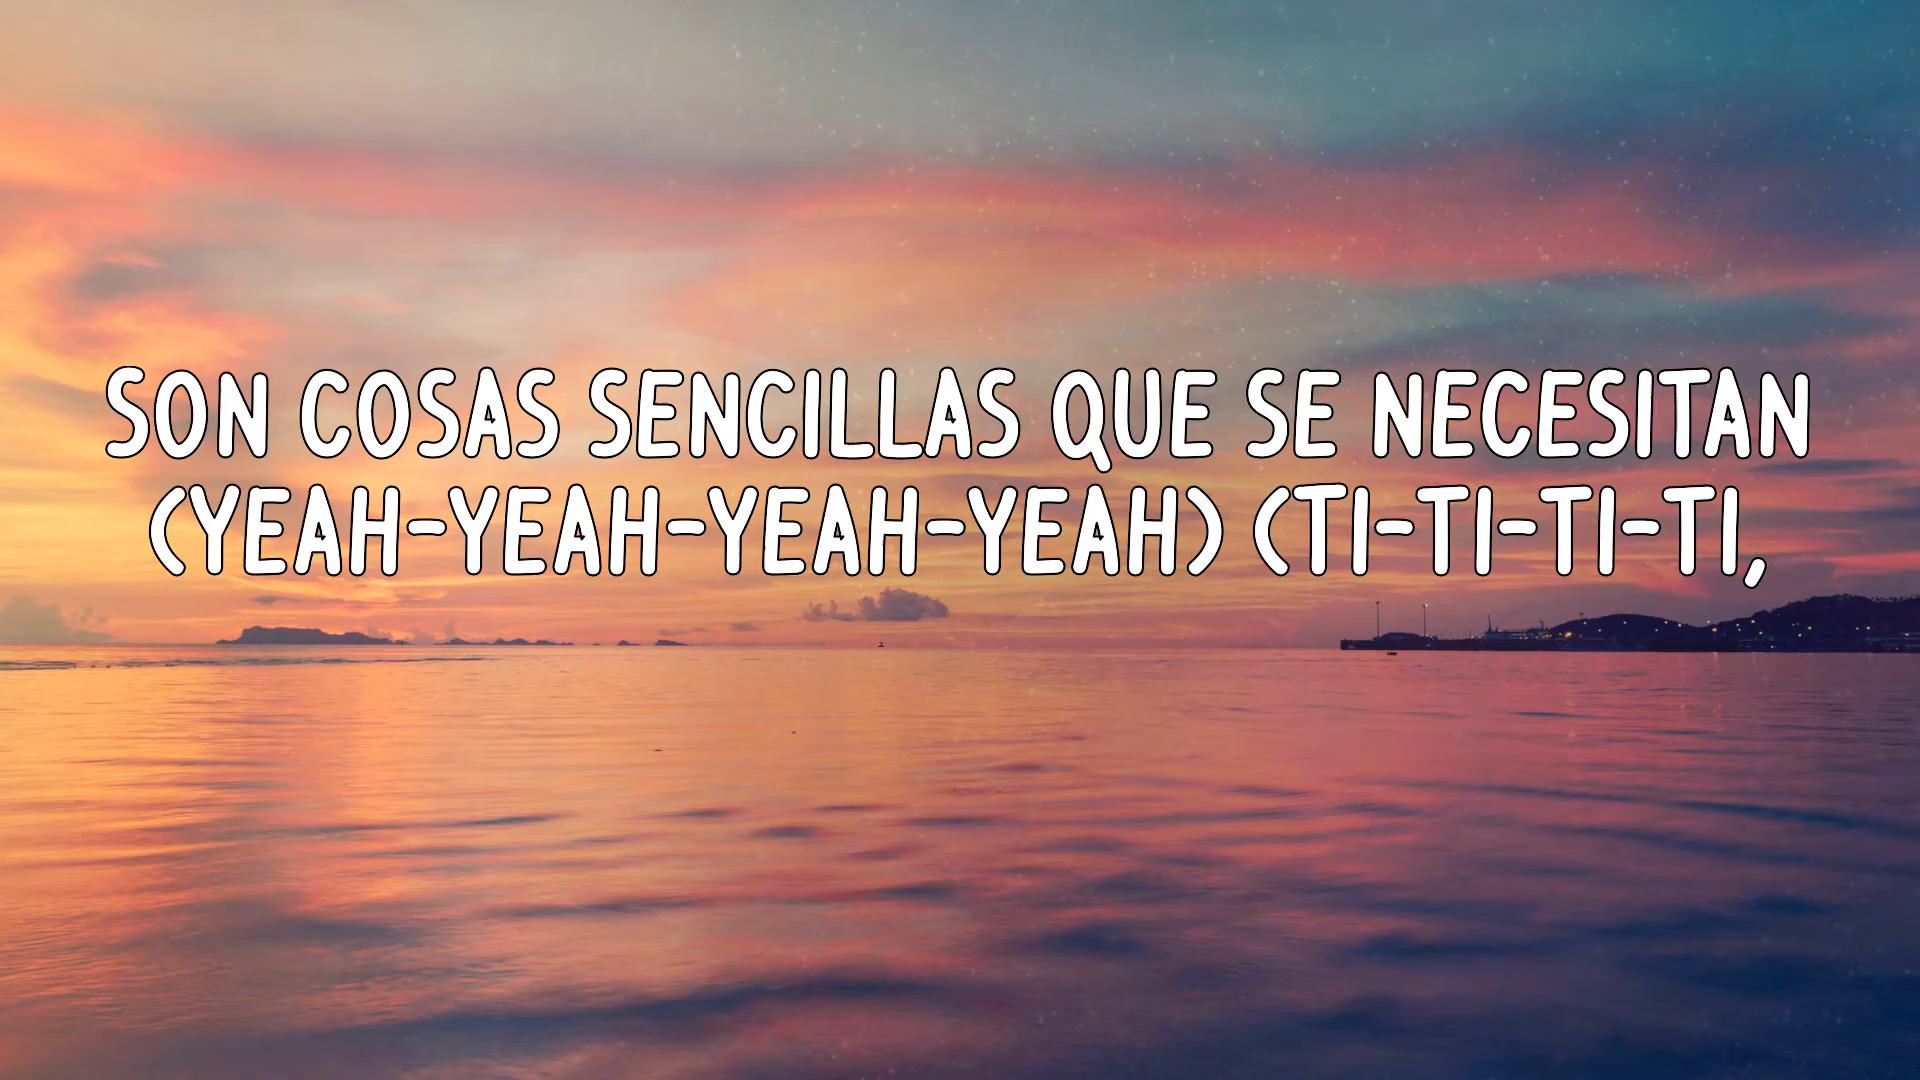 SON COSAS SENCILLAS QUE SE NECESITAN
(YEAH-YEAH-YEAH-YEAH) (TI-TI-TI-TI,